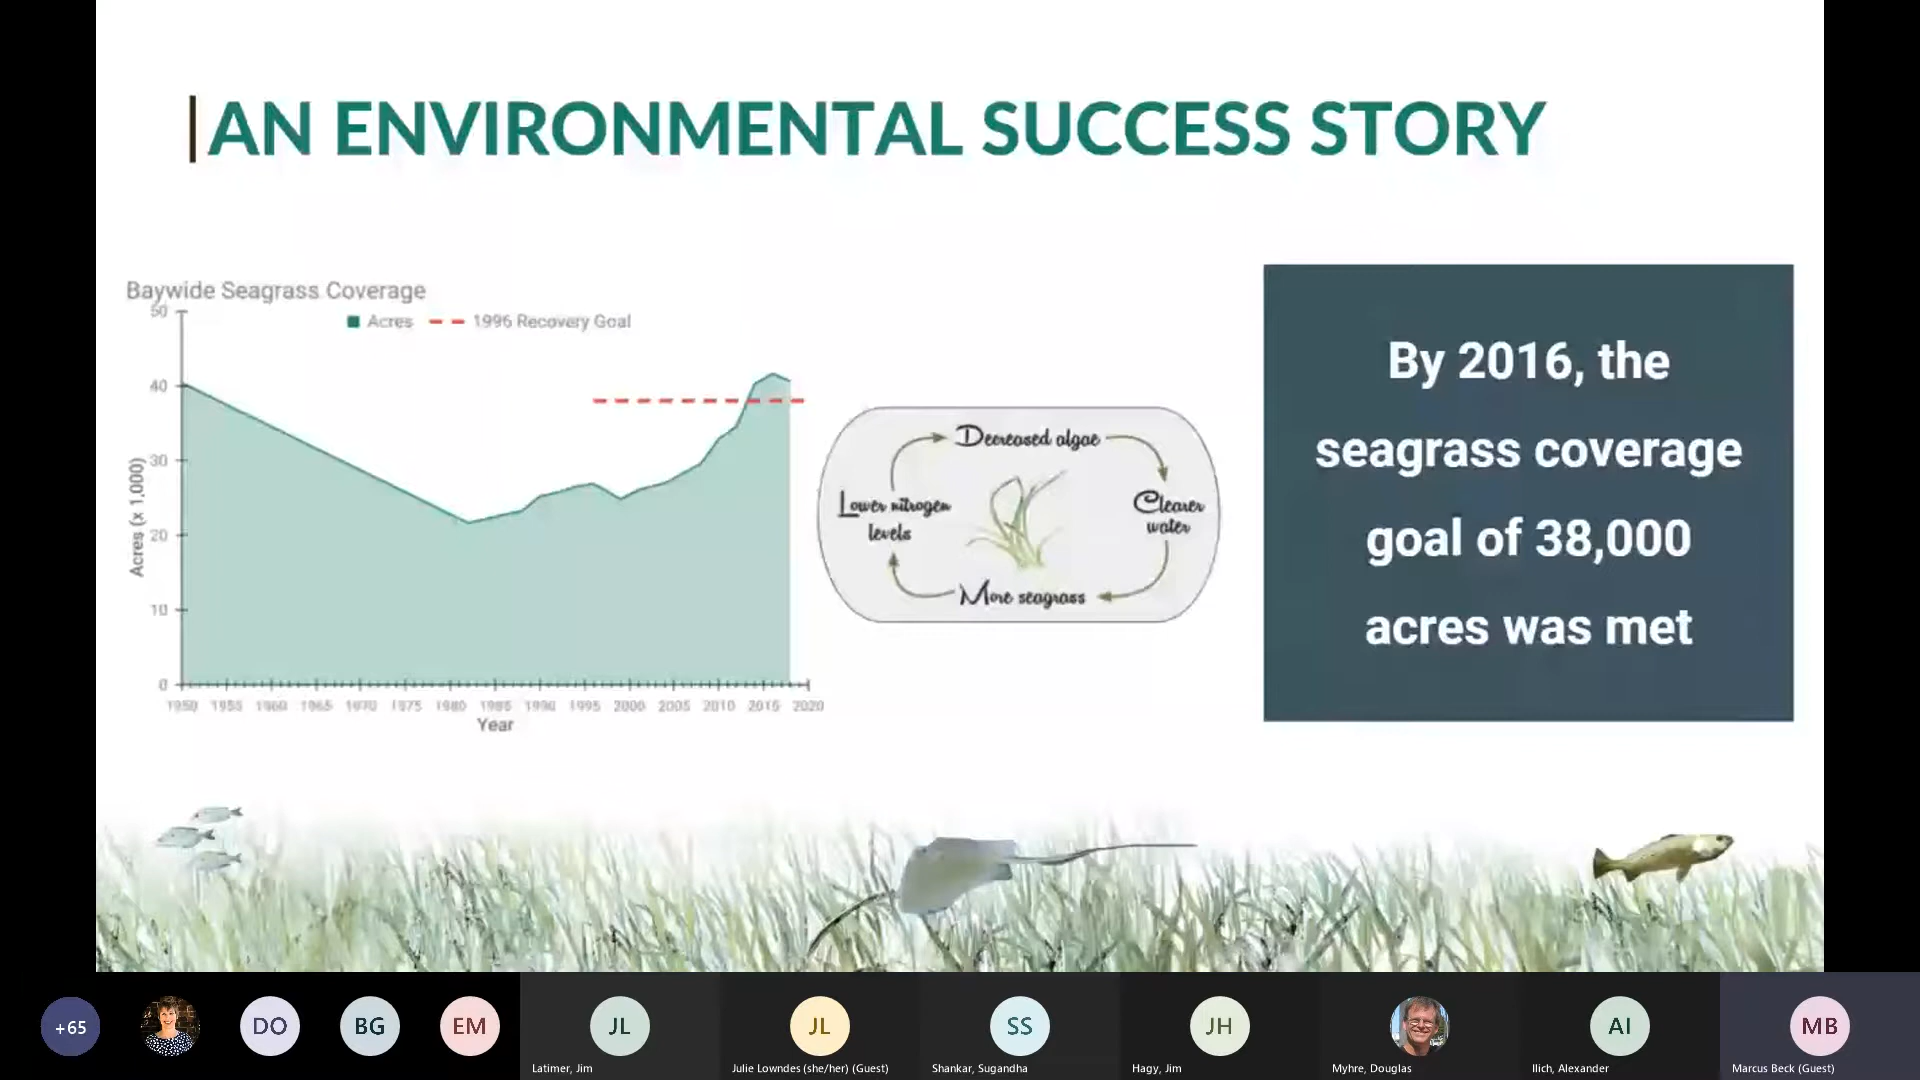 AN ENVIRONMENTAL SUCCESS STORY
Baywide Seagrass Coverage
Acres
1996 Recovery Goal
50
40
30
20
10
0
Acres (x 1,000)
1950 1955 1960 1965 1970 1975 1980 1985 1990 1995 2000 2005 2010 2015 2020
Year
Decreased algae
Clearer
water
More seagrass
Lower nitrogen
levels
By 2016, the
seagrass coverage
goal of 38,000
acres was met
+65
DO
BG
EM
JL
JL
SS
JH
AI
MB
Latimer, Jim
Julie Lowndes (she/her) (Guest)
Shankar, Sugandha
Hagy, Jim
Myhre, Douglas
Ilich, Alexander
Marcus Beck (Guest)